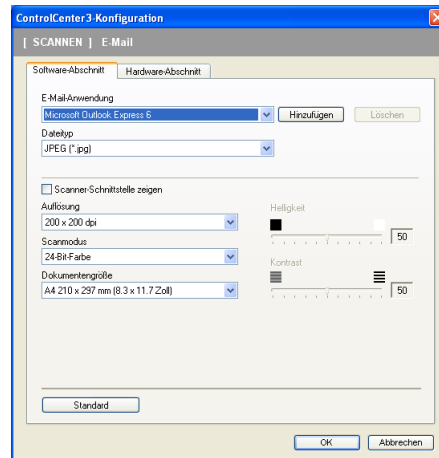 ControlCenter3-Konfiguration
[ SCANNEN ] E-Mail
Software-Abschnitt Hardware-Abschnitt
E-Mail-Anwendung
Microsoft Outlook Express 6 Hinzufügen Löschen
Dateityp
JPEG (*.jpg)
Scanner-Schnittstelle zeigen
Auflösung Helligkeit
200 x 200 dpi
50
Scanmodus
24-Bit-Farbe
Kontrast
Dokumentengröße
A4 210 x 297 mm (8.3 x 11.7 Zoll) 50
Standard
OK Abbrechen